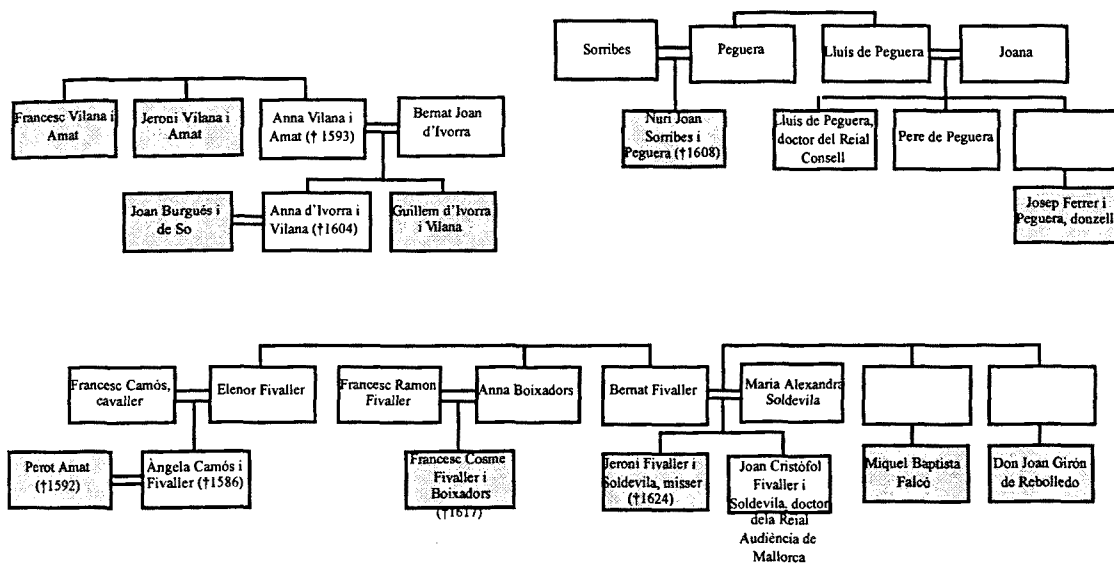 Sorribes
Peguera
Lluís de Peguera
Joana
Nuri Joan
Sorribes i
Peguera (†1608)
Lluís de Peguera,
doctor del Reial
Consell
Pere de Peguera
Josep Ferrer i
Peguera, donzell
Francesc Vilana i
Amat
Jeroni Vilana i
Amat
Anna Vilana i
Amat († 1593)
Bernat Joan
d'Ivorra
Joan Burgués i
de So
Anna d'Ivorra i
Vilana (†1604)
Guillem d'Ivorra
i Vilana
Francesc Camós,
cavaller
Elenor Fivaller
Francesc Ramon
Fivaller
Anna Boixadors
Bernat Fivaller
Maria Alexandra
Soldevila
Perot Amat
(†1592)
Àngela Camós i
Fivaller (†1586)
Francesc Cosme
Fivaller i
Boixadors
(†1617)
Jeroni Fivaller i
Soldevila, misser
(†1624)
Joan Cristòfol
Fivaller i
Soldevila, doctor
dela Reial
Audiència de
Mallorca
Miquel Baptista
Falcó
Don Joan Girón
de Rebolledo